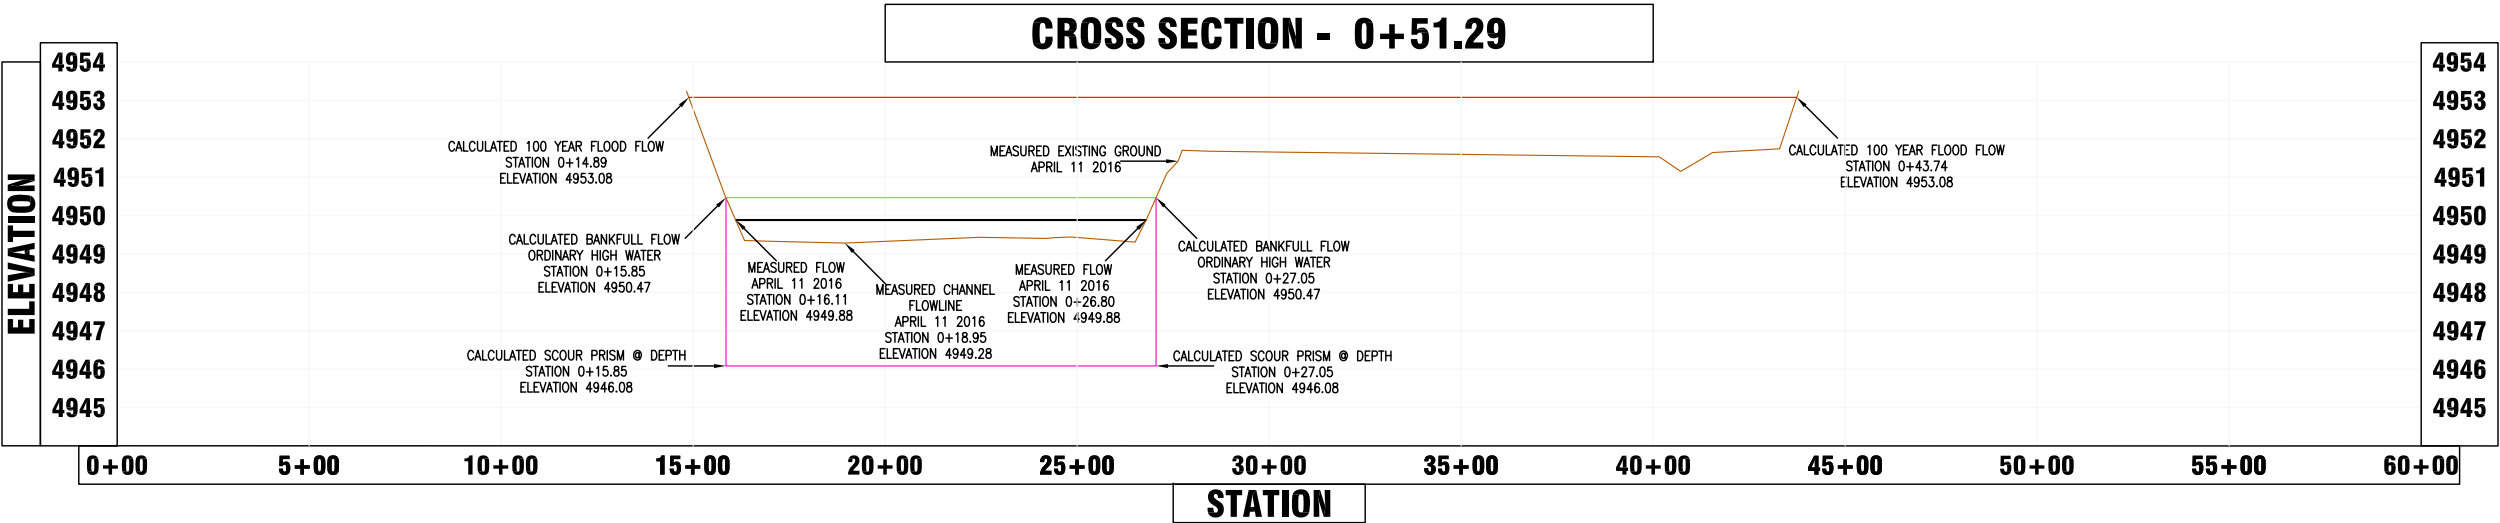 CROSS SECTION - 0+51.29
ELEVATION
4954
4953
4952
4951
4950
4949
4948
4947
4946
4945
CALCULATED 100 YEAR FLOOD FLOW
STATION 0+14.89
ELEVATION 4953.08
CALCULATED BANKFULL FLOW
ORDINARY HIGH WATER
STATION 0+15.85
ELEVATION 4950.47
CALCULATED SCOUR PRISM @ DEPTH
STATION 0+15.85
ELEVATION 4946.08
MEASURED FLOW
APRIL 11 2016
STATION 0+16.11
ELEVATION 4949.88
MEASURED CHANNEL
FLOWLINE
APRIL 11 2016
STATION 0+18.95
ELEVATION 4949.28
MEASURED EXISTING GROUND
APRIL 11 2016
MEASURED FLOW
APRIL 11 2016
STATION 0+26.80
ELEVATION 4949.88
CALCULATED BANKFULL FLOW
ORDINARY HIGH WATER
STATION 0+27.05
ELEVATION 4950.47
CALCULATED SCOUR PRISM @ DEPTH
STATION 0+27.05
ELEVATION 4946.08
CALCULATED 100 YEAR FLOOD FLOW
STATION 0+43.74
ELEVATION 4953.08
4954
4953
4952
4951
4950
4949
4948
4947
4946
4945
0+00 5+00 10+00 15+00 20+00 25+00 30+00 35+00 40+00 45+00 50+00 55+00 60+00
STATION